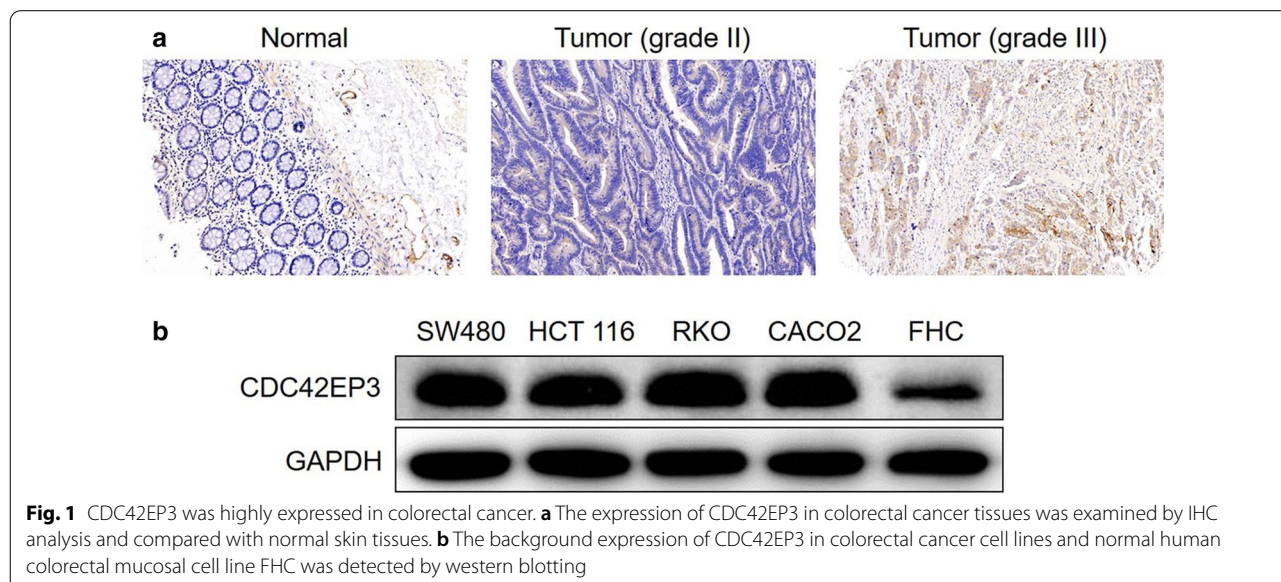 a
Normal Tumor (grade II) Tumor (grade III)
b
SW480 HCT 116 RKO CACO2 FHC
CDC42EP3
GAPDH
Fig. 1 CDC42EP3 was highly expressed in colorectal cancer. a The expression of CDC42EP3 in colorectal cancer tissues was examined by IHC
analysis and compared with normal skin tissues. b The background expression of CDC42EP3 in colorectal cancer cell lines and normal human
colorectal mucosal cell line FHC was detected by western blotting